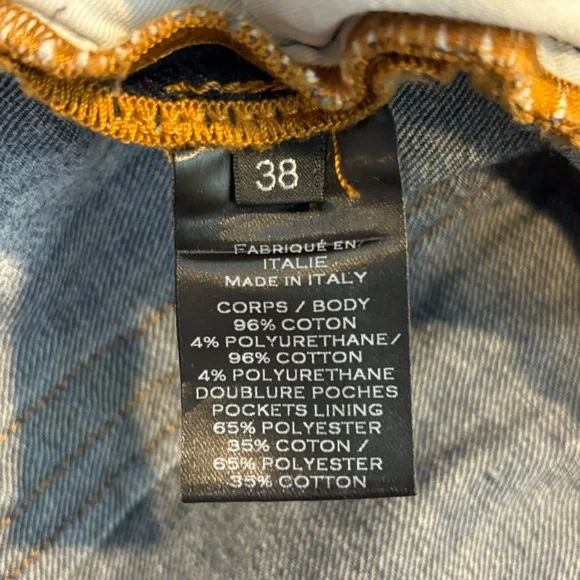 38
FABRIQUÉ EN
ITALIE
MADE IN ITALY
CORPS / BODY
96% COTON
4% POLYURETHANE/
96% COTTON
4% POLYURETHANE
DOUBLURE POCHES
POCKETS LINING
65% POLYESTER
35% COTON /
65% POLYESTER
35% COTTON